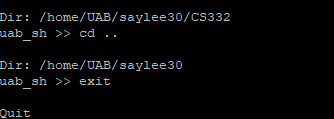 Dir: /home/UAB/saylee30/CS332
uab_sh >> cd ..
Dir: /home/UAB/saylee30
uab_sh >> exit
Quit